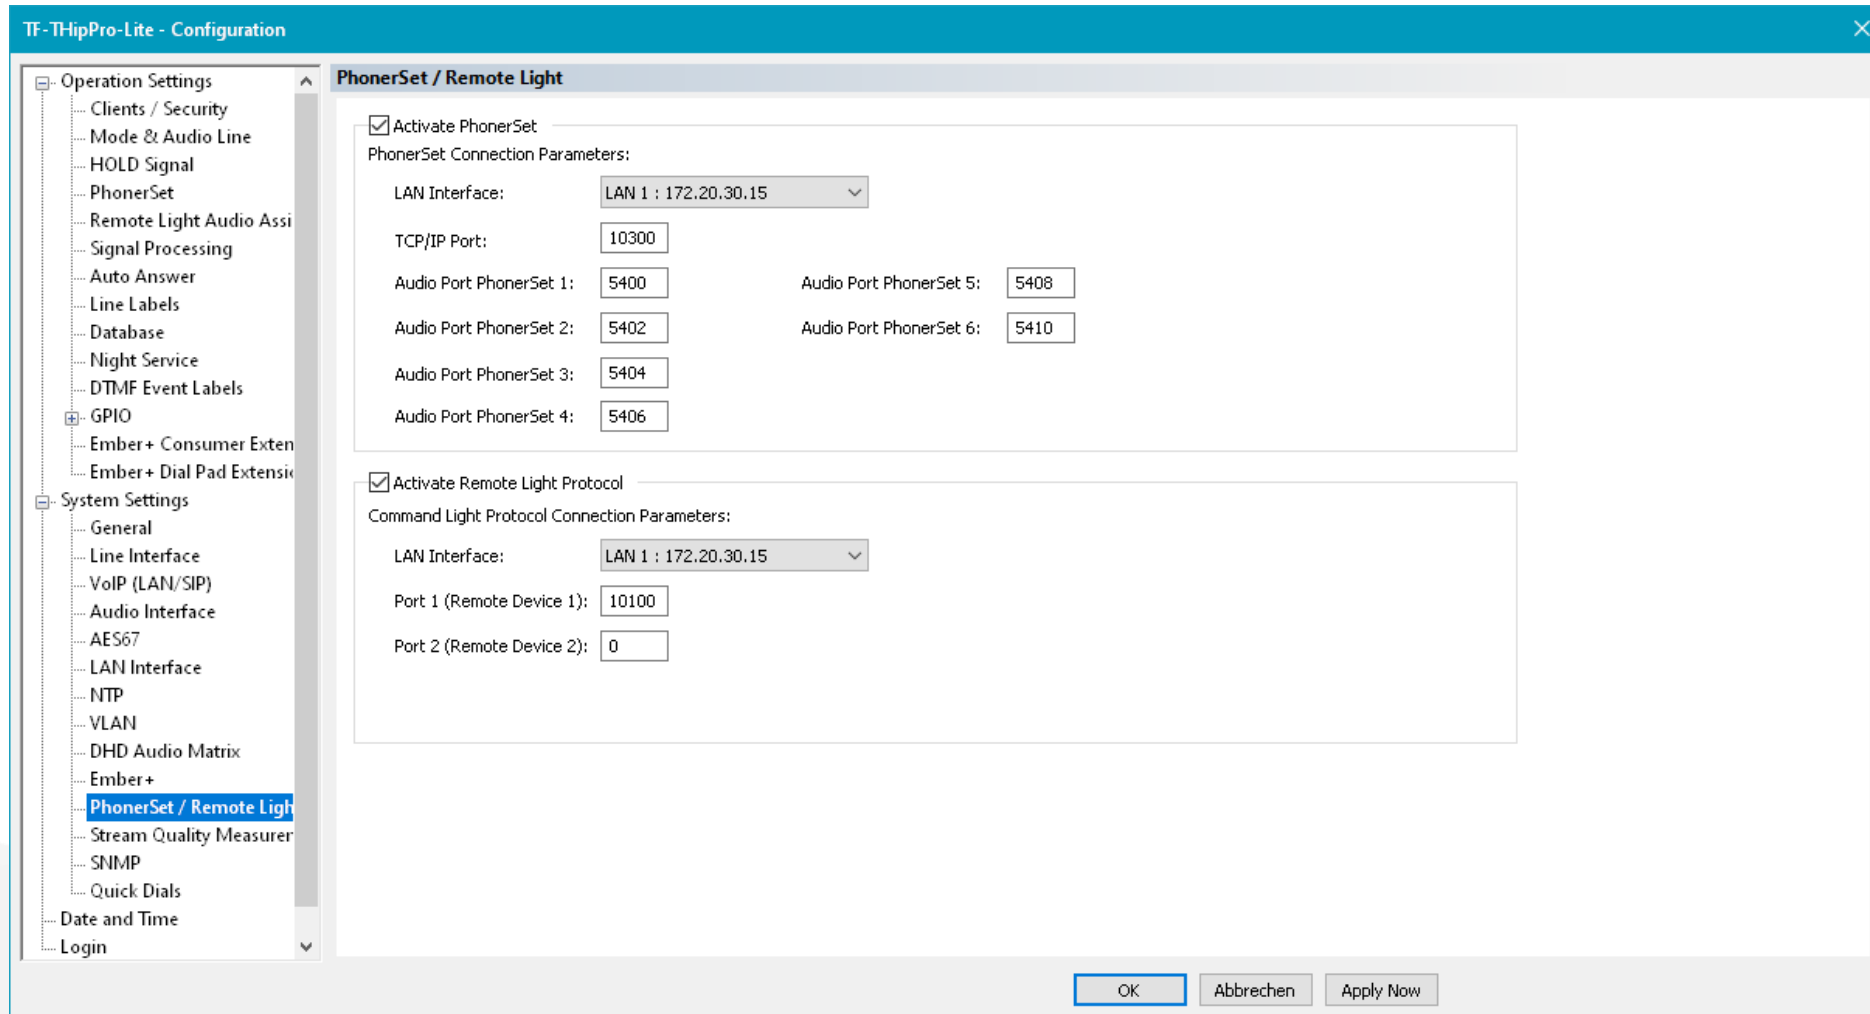 TF-THipPro-Lite - Configuration
Operation Settings
Clients / Security
Mode & Audio Line
HOLD Signal
PhonerSet
Remote Light Audio Assi
Signal Processing
Auto Answer
Line Labels
Database
Night Service
DTMF Event Labels
GPIO
Ember+ Consumer Exten
Ember+ Dial Pad Extensi
System Settings
General
Line Interface
VoIP (LAN/SIP)
Audio Interface
AES67
LAN Interface
NTP
VLAN
DHD Audio Matrix
Ember+
PhonerSet / Remote Ligh
Stream Quality Measurer
SNMP
Quick Dials
Date and Time
Login
PhonerSet / Remote Light
Activate PhonerSet
PhonerSet Connection Parameters:
LAN Interface: LAN 1 : 172.20.30.15
TCP/IP Port: 10300
Audio Port PhonerSet 1: 5400 Audio Port PhonerSet 5: 5408
Audio Port PhonerSet 2: 5402 Audio Port PhonerSet 6: 5410
Audio Port PhonerSet 3: 5404
Audio Port PhonerSet 4: 5406
Activate Remote Light Protocol
Command Light Protocol Connection Parameters:
LAN Interface: LAN 1 : 172.20.30.15
Port 1 (Remote Device 1): 10100
Port 2 (Remote Device 2): 0
OK Abbrechen Apply Now